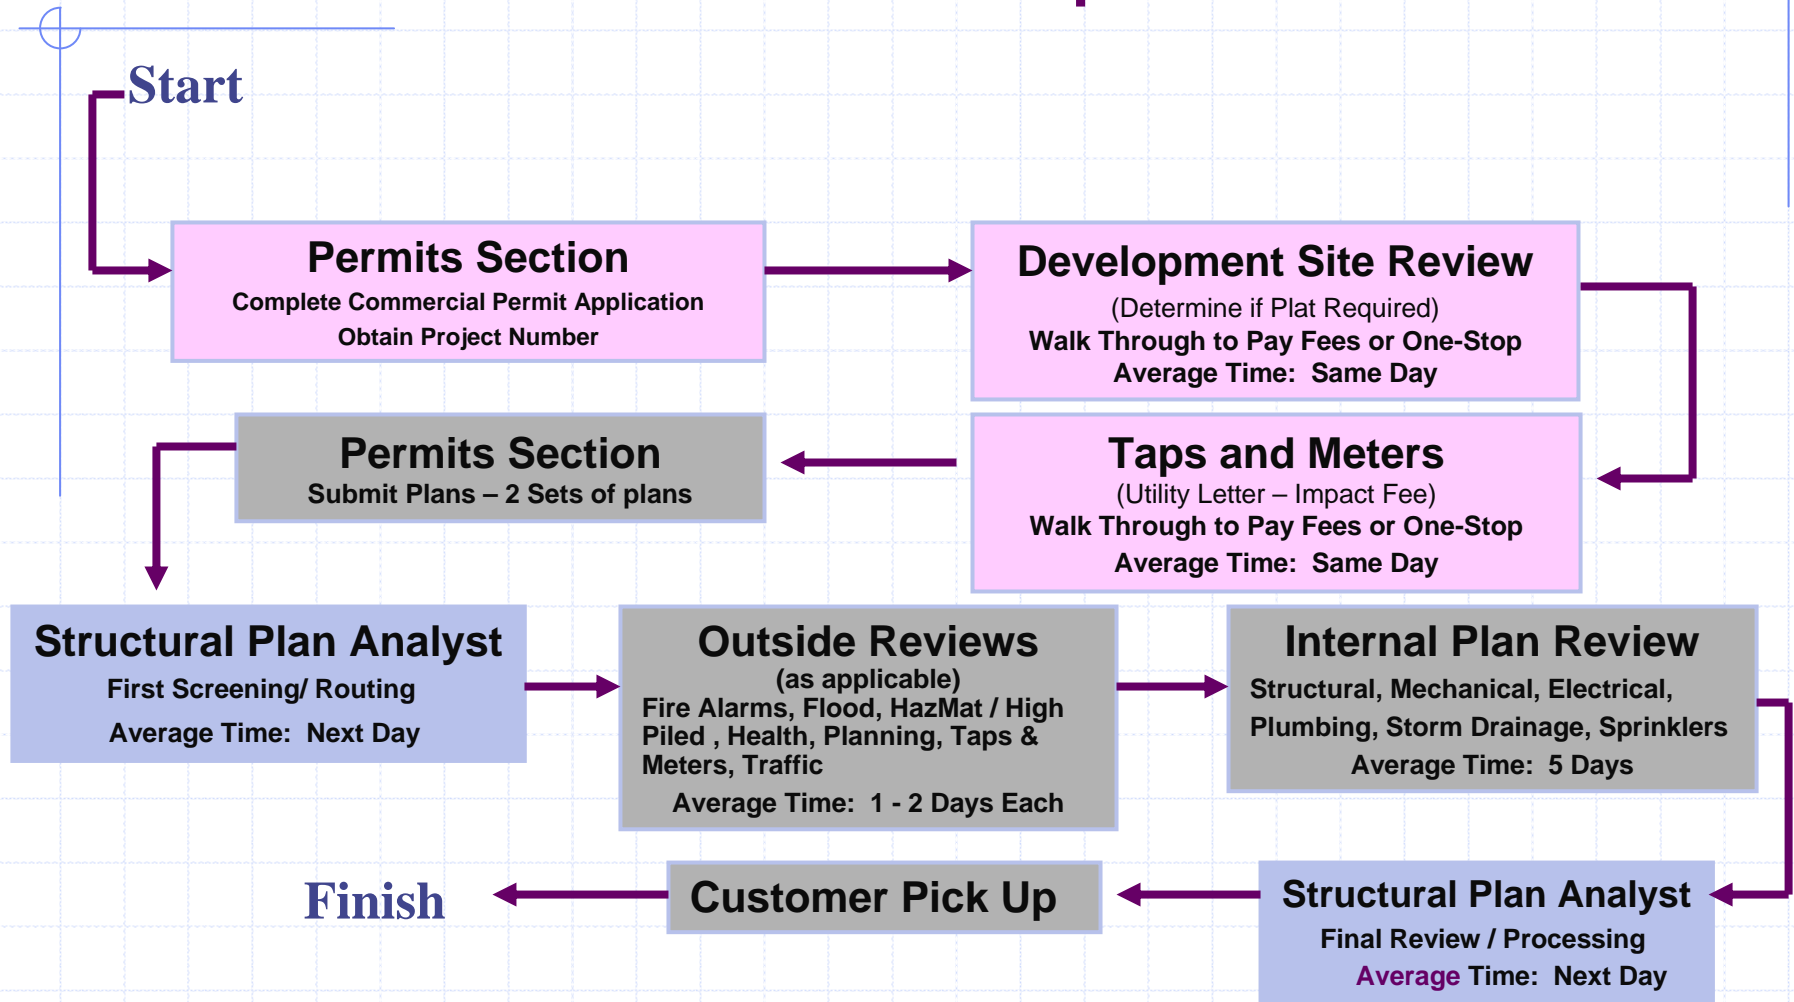 Start
Permits Section
Complete Commercial Permit Application
Obtain Project Number
Development Site Review
(Determine if Plat Required)
Walk Through to Pay Fees or One-Stop
Average Time: Same Day
Taps and Meters
(Utility Letter – Impact Fee)
Walk Through to Pay Fees or One-Stop
Average Time: Same Day
Permits Section
Submit Plans – 2 Sets of plans
Structural Plan Analyst
First Screening/ Routing
Average Time: Next Day
Outside Reviews
(as applicable)
Fire Alarms, Flood, HazMat / High
Piled , Health, Planning, Taps &
Meters, Traffic
Average Time: 1 - 2 Days Each
Internal Plan Review
Structural, Mechanical, Electrical,
Plumbing, Storm Drainage, Sprinklers
Average Time: 5 Days
Structural Plan Analyst
Final Review / Processing
Average Time: Next Day
Customer Pick Up
Finish